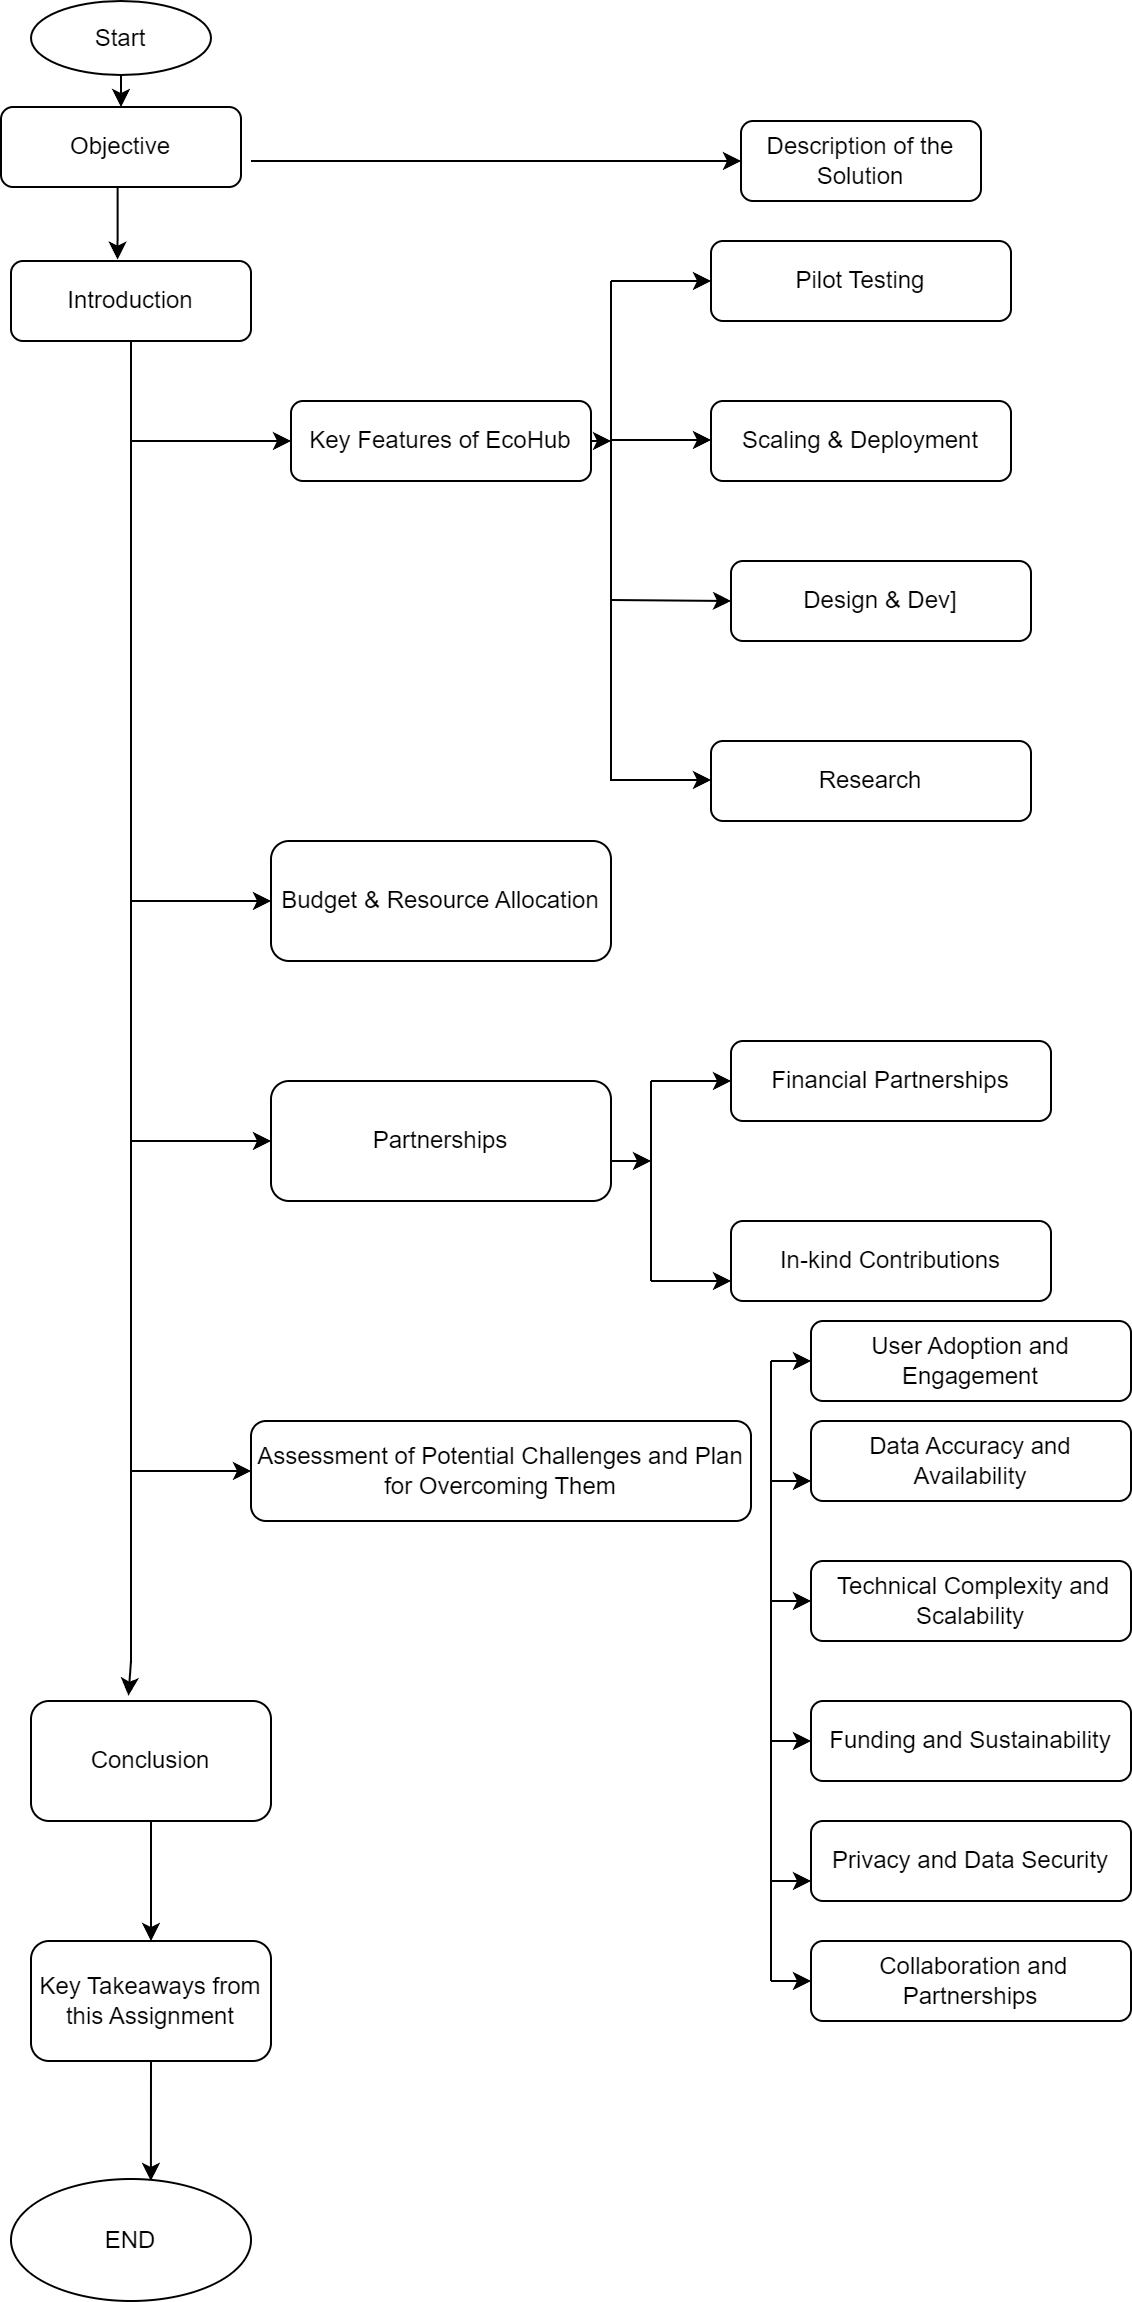 Start
Objective
Description of the
Solution
Introduction
Pilot Testing
Key Features of EcoHub
Scaling & Deployment
Design & Dev]
Research
Budget & Resource Allocation
Partnerships
Financial Partnerships
In-kind Contributions
Assessment of Potential Challenges and Plan
for Overcoming Them
User Adoption and
Engagement
Data Accuracy and
Availability
Technical Complexity and
Scalability
Funding and Sustainability
Privacy and Data Security
Collaboration and
Partnerships
Conclusion
Key Takeaways from
this Assignment
END